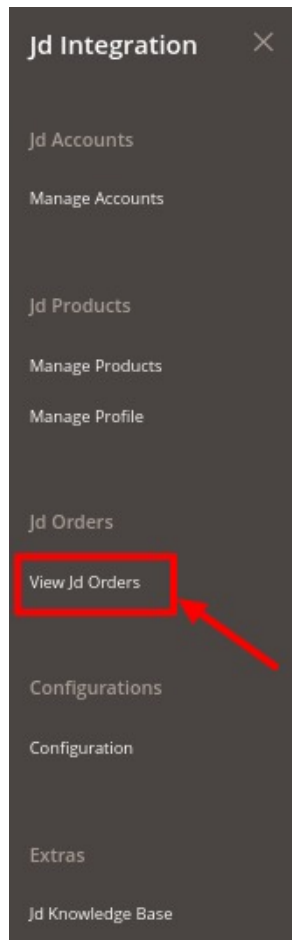 Jd Integration
Jd Accounts
Manage Accounts
Jd Products
Manage Products
Manage Profile
Jd Orders
View Jd Orders
Configurations
Configuration
Extras
Jd Knowledge Base